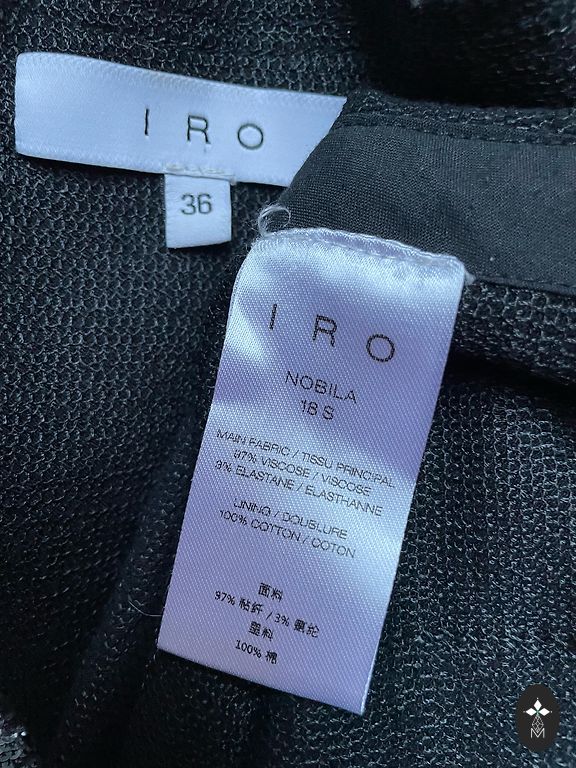 IRO
36
IRO
NOBILA
18 S
MAIN FABRIC / TISSU PRINCIPAL
97% VISCOSE / VISCOSE
3% ELASTANE / ELASTHANNE
LINING / DOUBLURE
100% COTTON / COTON
面料
97% 粘纤 / 3% 氨纶
里料
100% 棉
M